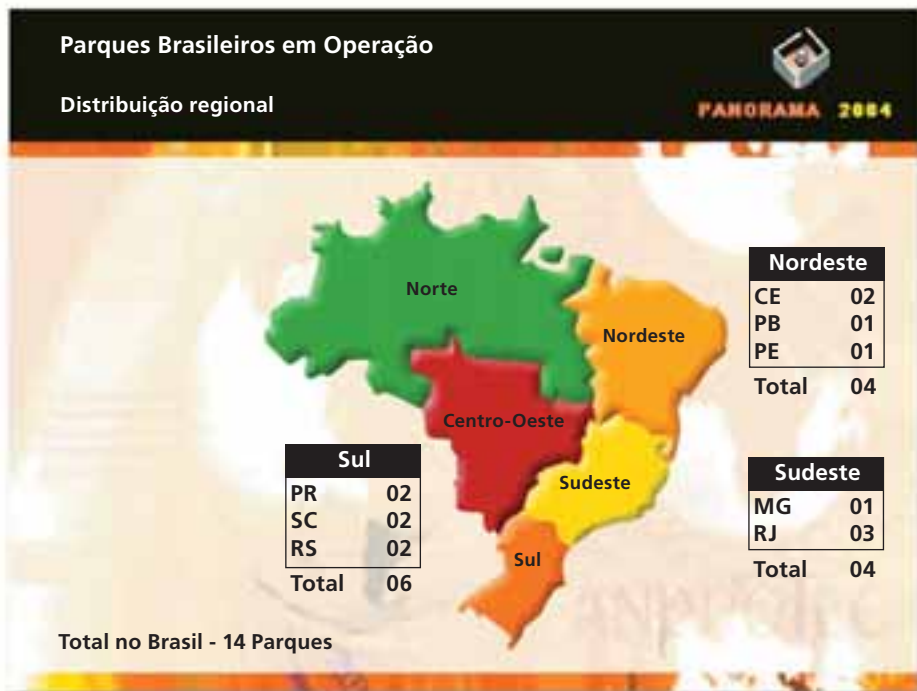 Parques Brasileiros em Operação
Distribuição regional
PANORAMA 2004
Norte
Nordeste
Centro-Oeste
Sudeste
Sul
Nordeste
CE 02
PB 01
PE 01
Total 04
Sul
PR 02
SC 02
RS 02
Total 06
Sudeste
MG 01
RJ 03
Total 04
Total no Brasil - 14 Parques